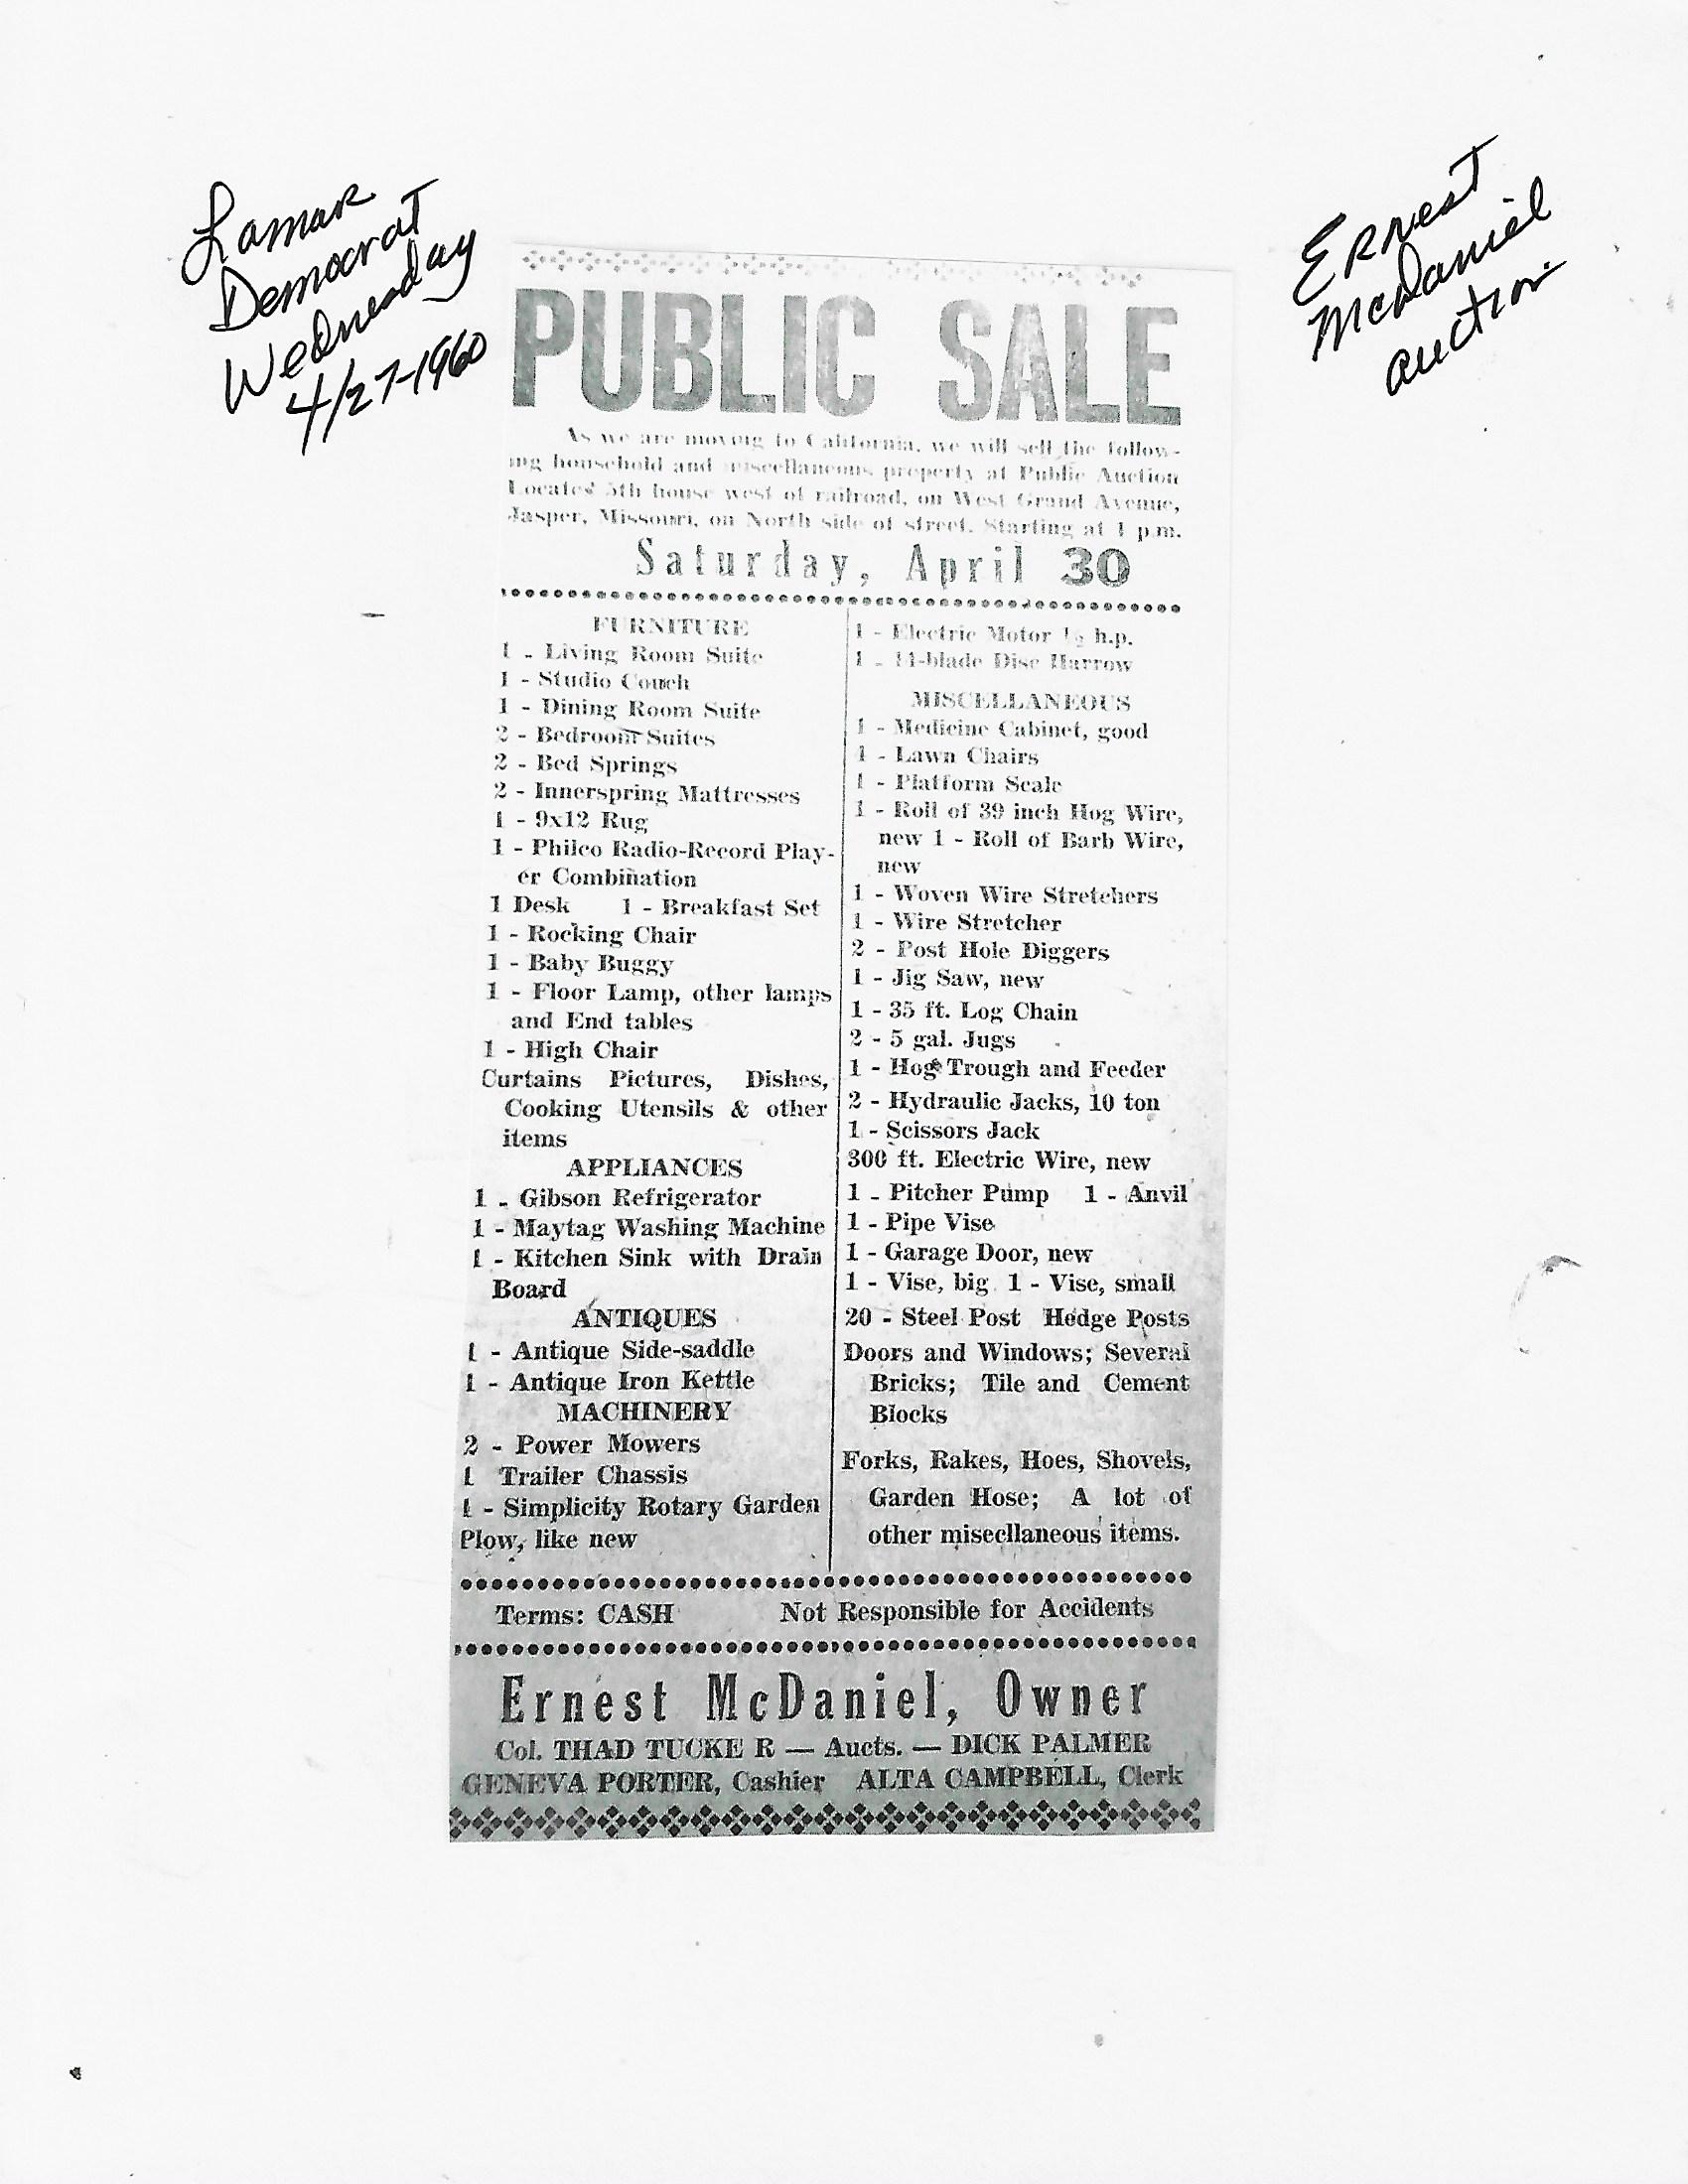 Lamar
Democrat
Wednesday
4/27-1960
Ernest
McDaniel
auction
PUBLIC SALE
As we are moving to California, we will sell the follow-
ing household and miscellaneous property at Public Auction
Located 5th house west of railroad, on West Grand Avenue,
Jasper, Missouri, on North side of street. Starting at 1 p.m.
Saturday, April 30
FURNITURE
1 - Living Room Suite
1 - Studio Couch
1 - Dining Room Suite
2 - Bedroom Suites
2 - Bed Springs
2 - Innerspring Mattresses
1 - 9x12 Rug
1 - Philco Radio-Record Play-
er Combination
1 Desk 1 - Breakfast Set
1 - Rocking Chair
1 - Baby Buggy
1 - Floor Lamp, other lamps
and End tables
1 - High Chair
Curtains Pictures, Dishes,
Cooking Utensils & other
items
APPLIANCES
1 - Gibson Refrigerator
1 - Maytag Washing Machine
1 - Kitchen Sink with Drain
Board
ANTIQUES
1 - Antique Side-saddle
1 - Antique Iron Kettle
MACHINERY
2 - Power Mowers
1 Trailer Chassis
1 - Simplicity Rotary Garden
Plow, like new
1 - Electric Motor h.p.
1 - 14-blade Disc Harrow
MISCELLANEOUS
1 - Medicine Cabinet, good
1 - Lawn Chairs
1 - Platform Scale
1 - Roll of 39 inch Hog Wire,
new 1 - Roll of Barb Wire,
new
1 - Woven Wire Stretchers
1 - Wire Stretcher
2 - Post Hole Diggers
1 - Jig Saw, new
1 - 35 ft. Log Chain
2 - 5 gal. Jugs
1 - Hog Trough and Feeder
2 - Hydraulic Jacks, 10 ton
1 - Scissors Jack
300 ft. Electric Wire, new
1 - Pitcher Pump 1 - Anvil
1 - Pipe Vise
1 - Garage Door, new
1 - Vise, big 1 - Vise, small
20 - Steel Post Hedge Posts
Doors and Windows; Several
Bricks; Tile and Cement
Blocks
Forks, Rakes, Hoes, Shovels,
Garden Hose; A lot of
other misecllaneous items.
Terms: CASH Not Responsible for Accidents
Ernest McDaniel, Owner
Col. THAD TUCKE R — Aucts. — DICK PALMER
GENEVA PORTER, Cashier ALTA CAMPBELL, Clerk